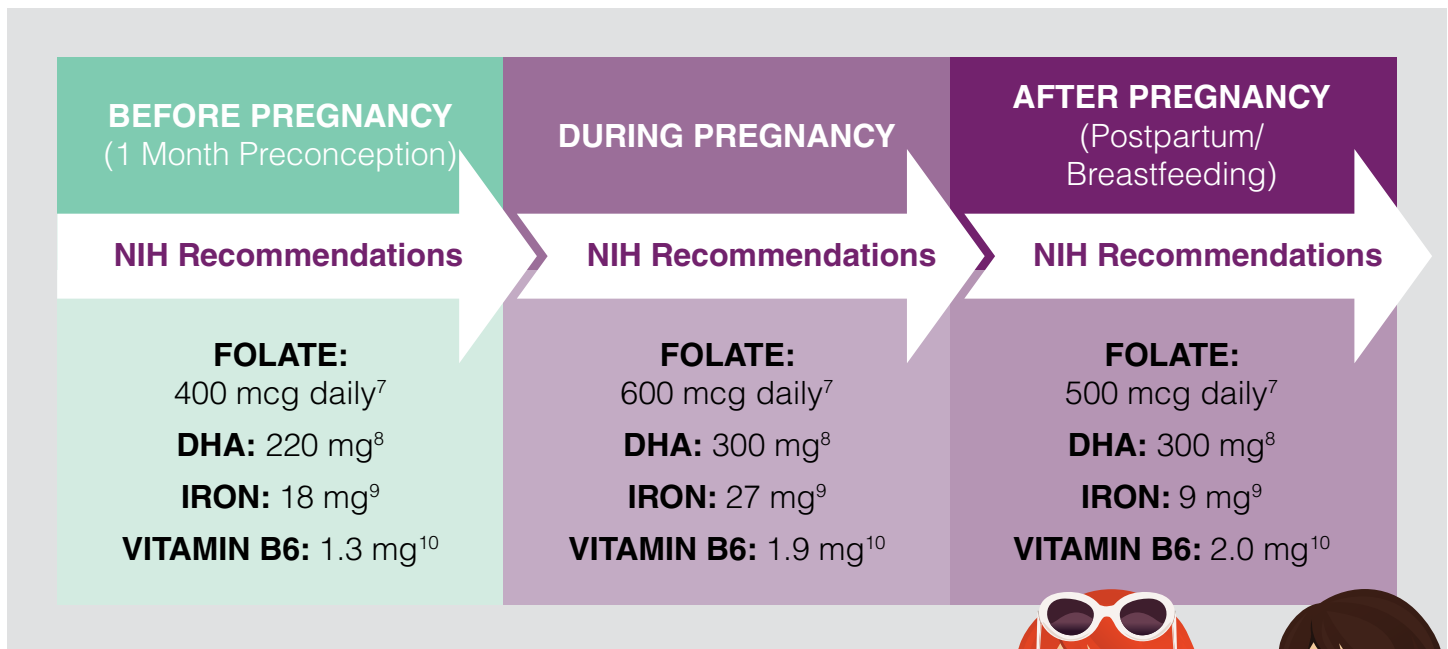 BEFORE PREGNANCY
(1 Month Preconception)
NIH Recommendations
FOLATE:
400 mcg daily⁷
DHA: 220 mg⁸
IRON: 18 mg⁹
VITAMIN B6: 1.3 mg¹⁰
DURING PREGNANCY
NIH Recommendations
FOLATE:
600 mcg daily⁷
DHA: 300 mg⁸
IRON: 27 mg⁹
VITAMIN B6: 1.9 mg¹⁰
AFTER PREGNANCY
(Postpartum/
Breastfeeding)
NIH Recommendations
FOLATE:
500 mcg daily⁷
DHA: 300 mg⁸
IRON: 9 mg⁹
VITAMIN B6: 2.0 mg¹⁰